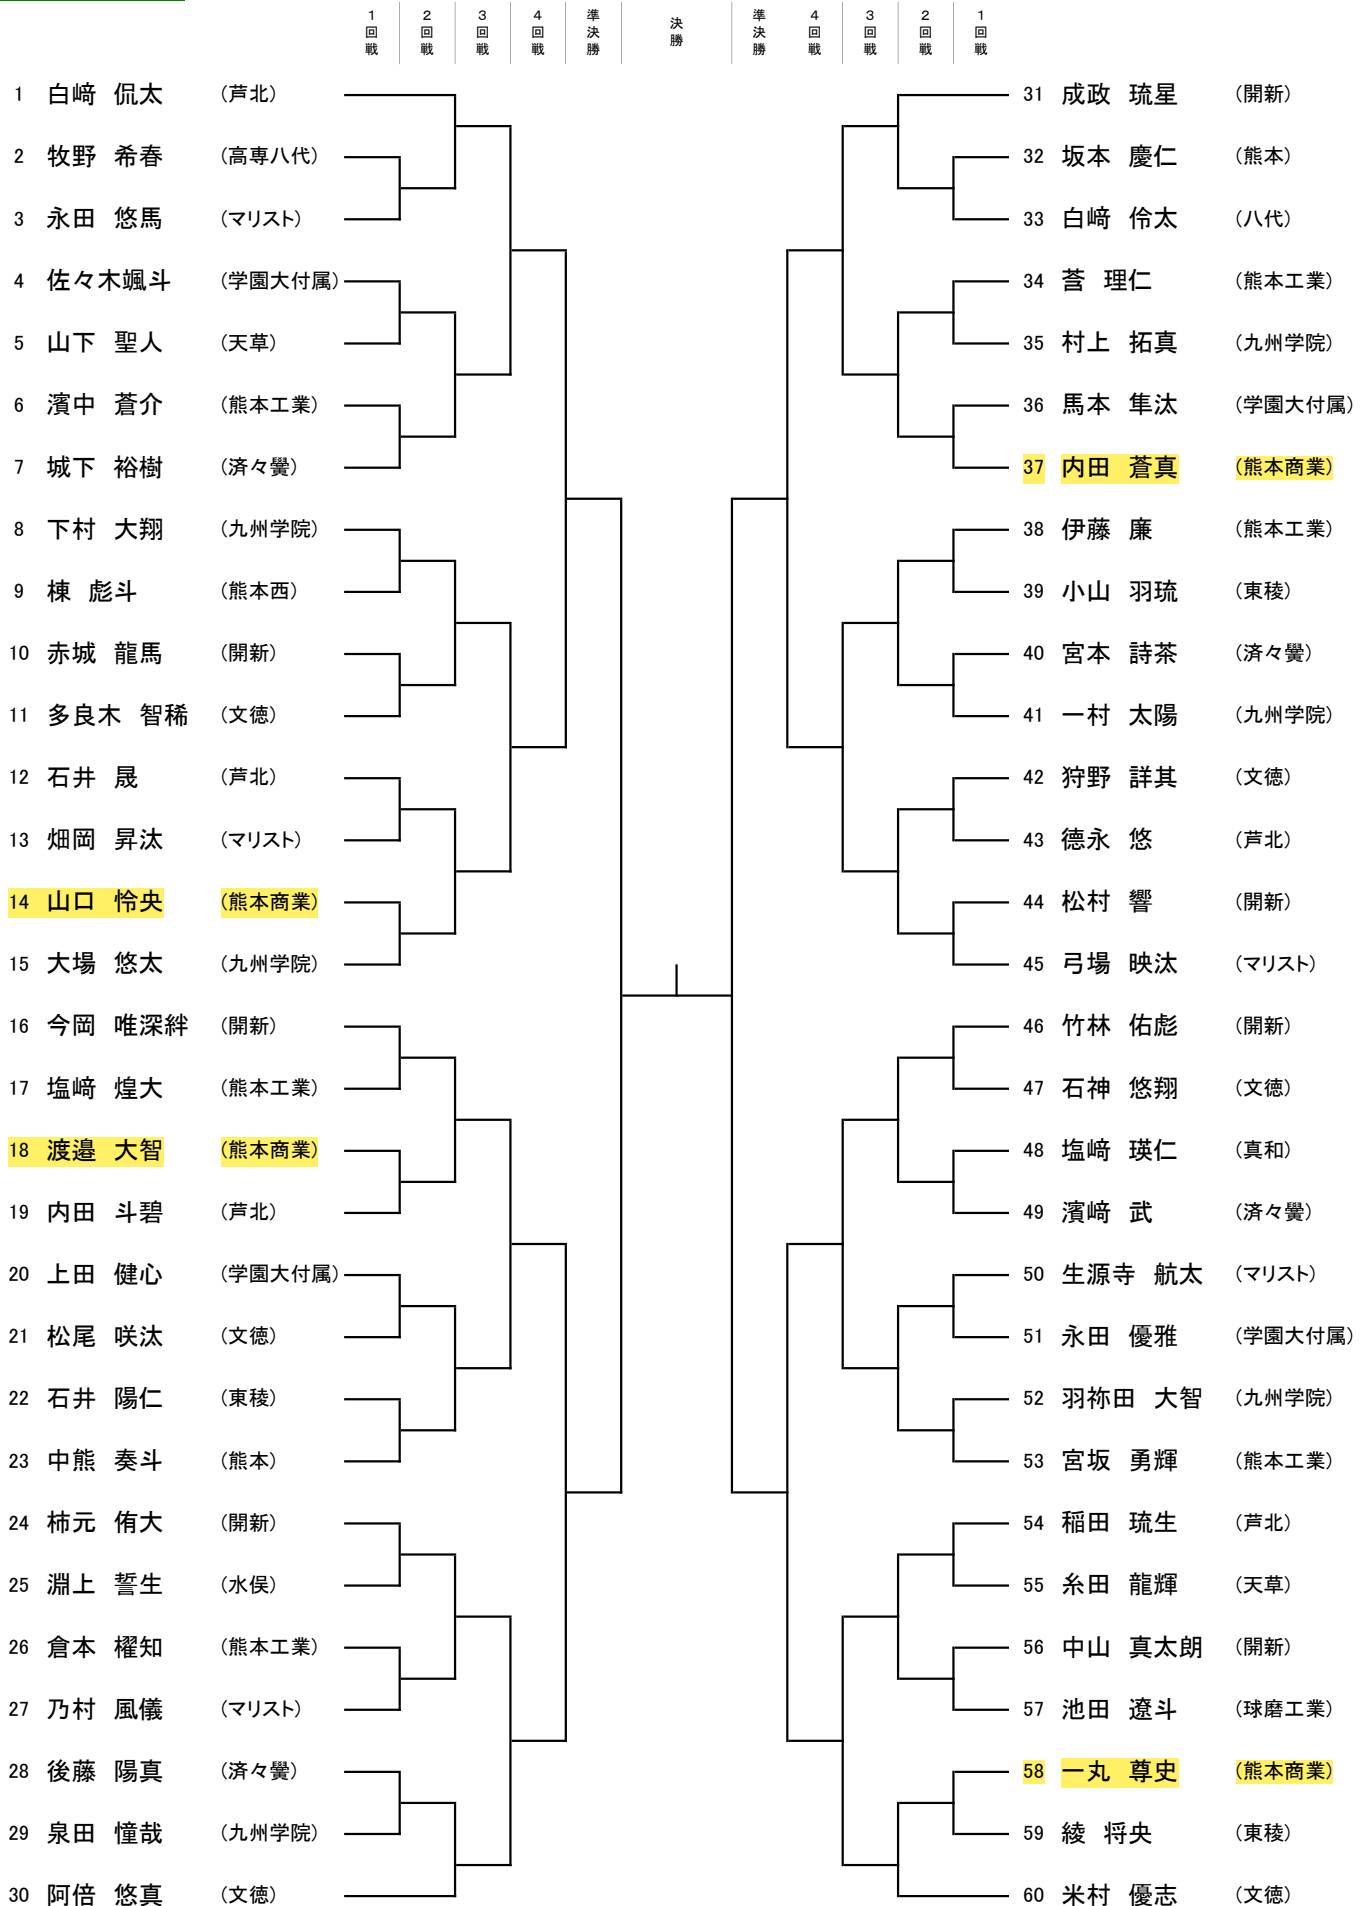 1回戦 2回戦 3回戦 4回戦 準決勝 決勝 準決勝 4回戦 3回戦 2回戦 1回戦
1 白﨑 侃太 (芦北)
2 牧野 希春 (高専八代)
3 永田 悠馬 (マリスト)
4 佐々木颯斗 (学園大付属)
5 山下 聖人 (天草)
6 濱中 蒼介 (熊本工業)
7 城下 裕樹 (済々黌)
8 下村 大翔 (九州学院)
9 棟 彪斗 (熊本西)
10 赤城 龍馬 (開新)
11 多良木 智稀 (文徳)
12 石井 晟 (芦北)
13 畑岡 昇汰 (マリスト)
14 山口 怜央 (熊本商業)
15 大場 悠太 (九州学院)
16 今岡 唯深絆 (開新)
17 塩﨑 煌大 (熊本工業)
18 渡邉 大智 (熊本商業)
19 内田 斗碧 (芦北)
20 上田 健心 (学園大付属)
21 松尾 咲汰 (文徳)
22 石井 陽仁 (東稜)
23 中熊 奏斗 (熊本)
24 柿元 侑大 (開新)
25 淵上 誓生 (水俣)
26 倉本 櫂知 (熊本工業)
27 乃村 風儀 (マリスト)
28 後藤 陽真 (済々黌)
29 泉田 憧哉 (九州学院)
30 阿倍 悠真 (文徳)
31 成政 琉星 (開新)
32 坂本 慶仁 (熊本)
33 白﨑 伶太 (八代)
34 理仁 (熊本工業)
35 村上 拓真 (九州学院)
36 馬本 隼汰 (学園大付属)
37 内田 蒼真 (熊本商業)
38 伊藤 廉 (熊本工業)
39 小山 羽琉 (東稜)
40 宮本 詩茶 (済々黌)
41 一村 太陽 (九州学院)
42 狩野 詳其 (文徳)
43 德永 悠 (芦北)
44 松村 響 (開新)
45 弓場 映汰 (マリスト)
46 竹林 佑彪 (開新)
47 石神 悠翔 (文徳)
48 塩﨑 瑛仁 (真和)
49 濱﨑 武 (済々黌)
50 生源寺 航太 (マリスト)
51 永田 優雅 (学園大付属)
52 羽祢田 大智 (九州学院)
53 宮坂 勇輝 (熊本工業)
54 稲田 琉生 (芦北)
55 糸田 龍輝 (天草)
56 中山 真太朗 (開新)
57 池田 遼斗 (球磨工業)
58 一丸 尊史 (熊本商業)
59 綾 将央 (東稜)
60 米村 優志 (文徳)